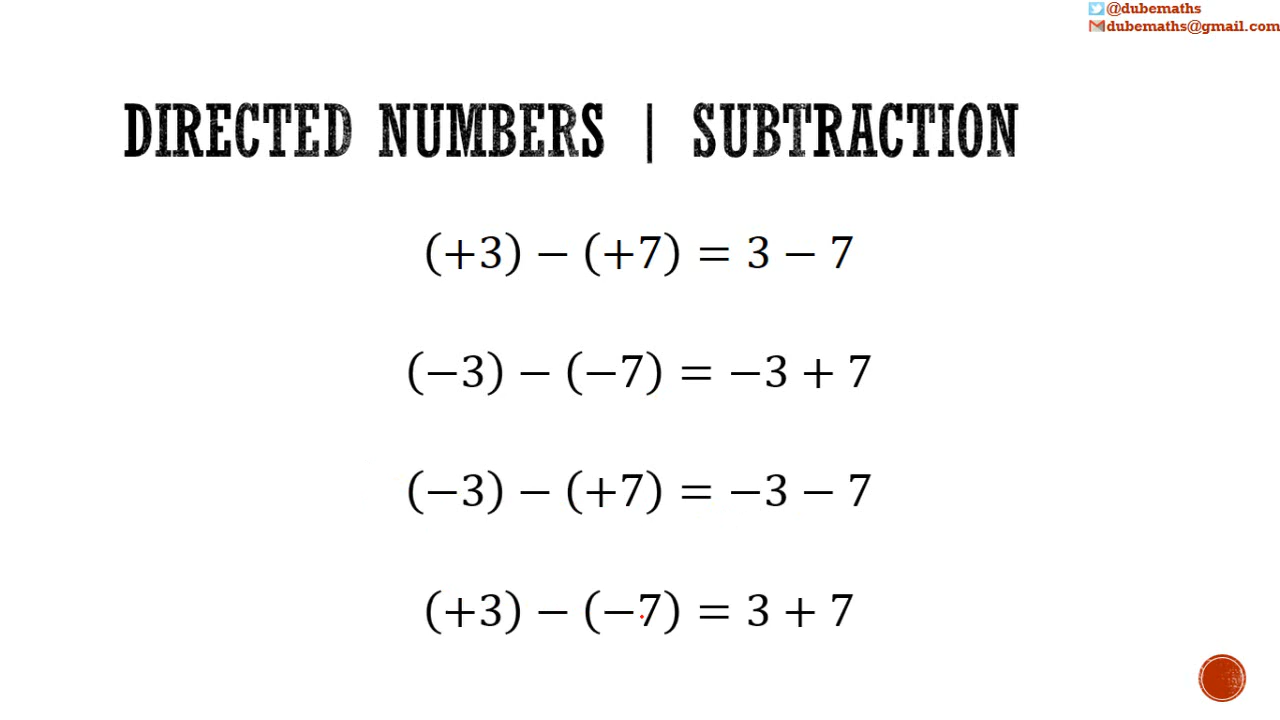 @dubemaths
dubemaths@gmail.com
DIRECTED NUMBERS | SUBTRACTION
(+3) − (+7) = 3 − 7
(−3) − (−7) = −3 + 7
(−3) − (+7) = −3 − 7
(+3) − (−7) = 3 + 7